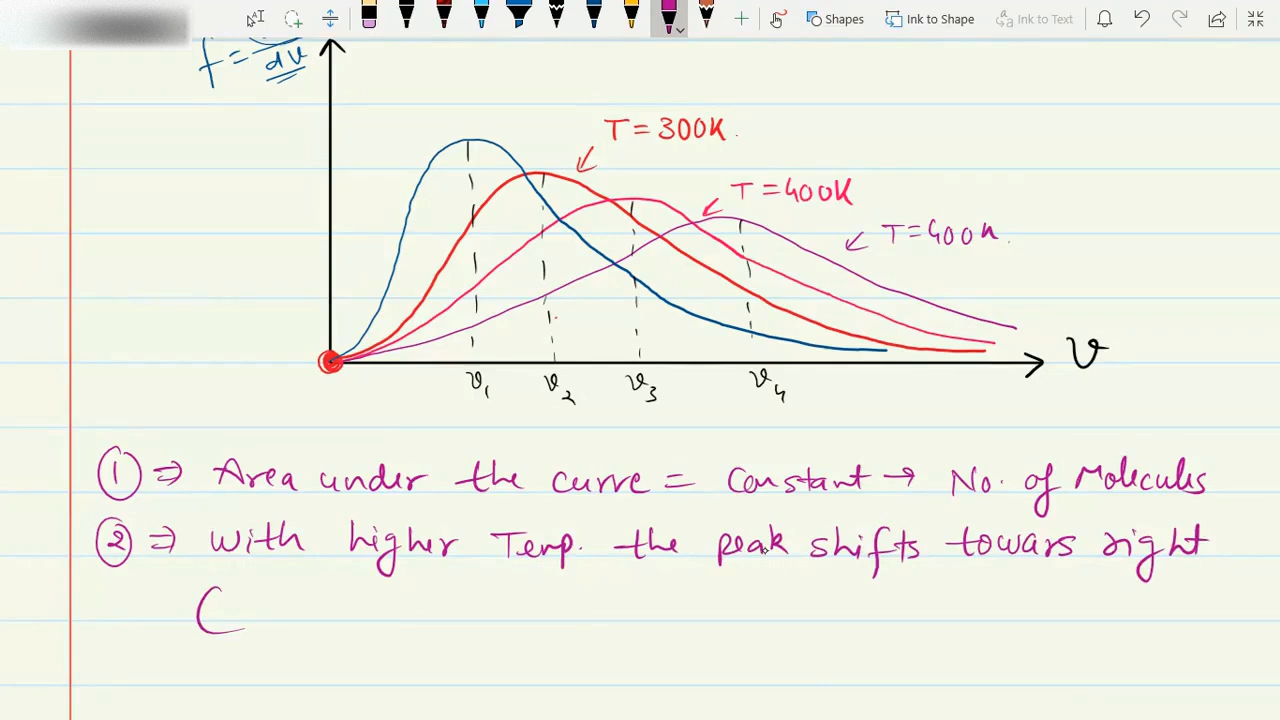 Shapes Ink to Shape Ink to Text
f = dv
T = 300K
T = 400K
T = 400K
v
v1 v2 v3 v4
① ⇒ Area under the curve = Constant → No. of Molecules
② ⇒ With higher Temp. the peak shifts towars right
(